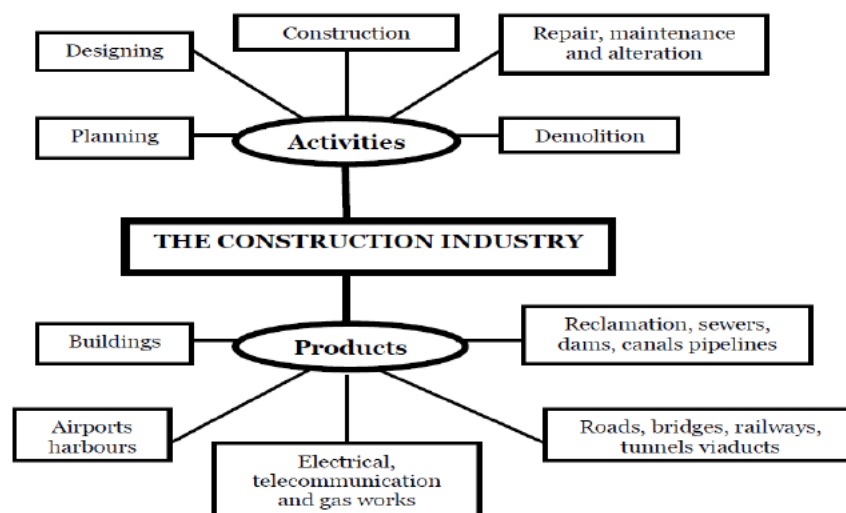 Construction
Repair, maintenance
and alteration
Designing
Planning
Activities
Demolition
THE CONSTRUCTION INDUSTRY
Buildings
Products
Reclamation, sewers,
dams, canals pipelines
Airports
harbours
Electrical,
telecommunication
and gas works
Roads, bridges, railways,
tunnels viaducts